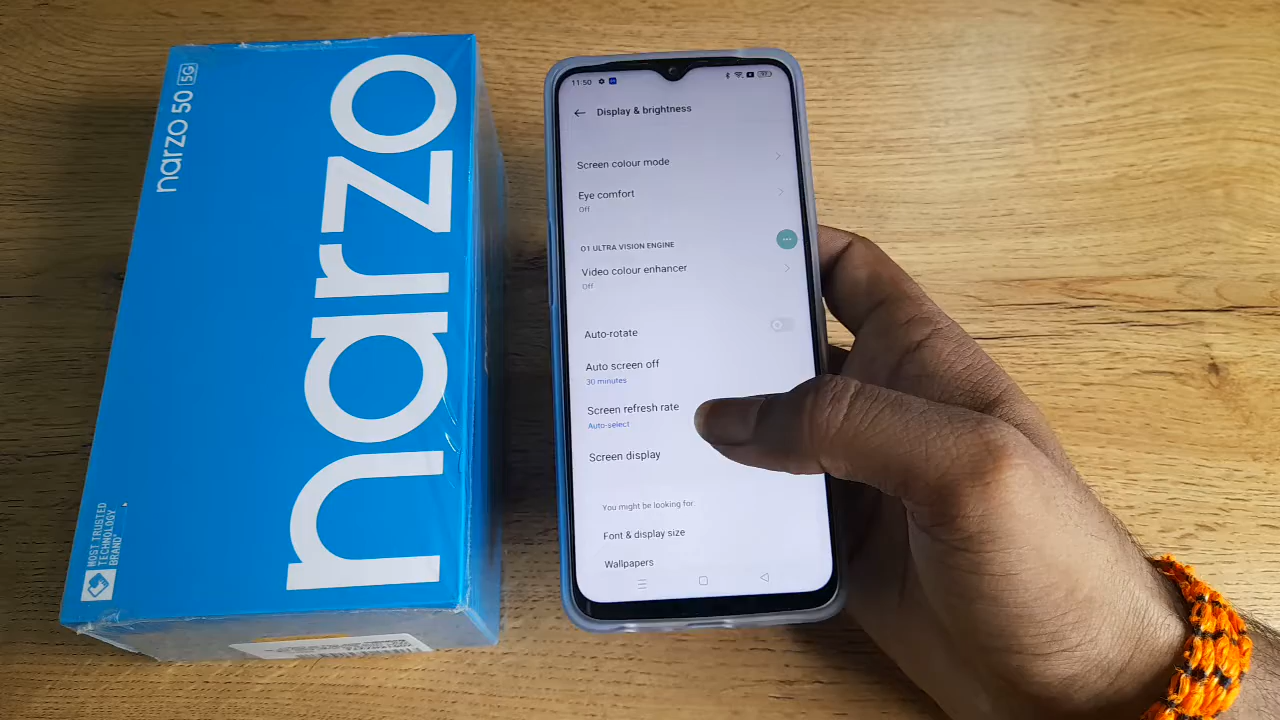 narzo 50 5G
narzo
MOST TRUSTED
TECHNOLOGY
BRAND*
11:50
Display & brightness
Screen colour mode
Eye comfort
Off
O1 ULTRA VISION ENGINE
Video colour enhancer
Off
Auto-rotate
Auto screen off
30 minutes
Screen refresh rate
Auto-select
Screen display
You might be looking for:
Font & display size
Wallpapers